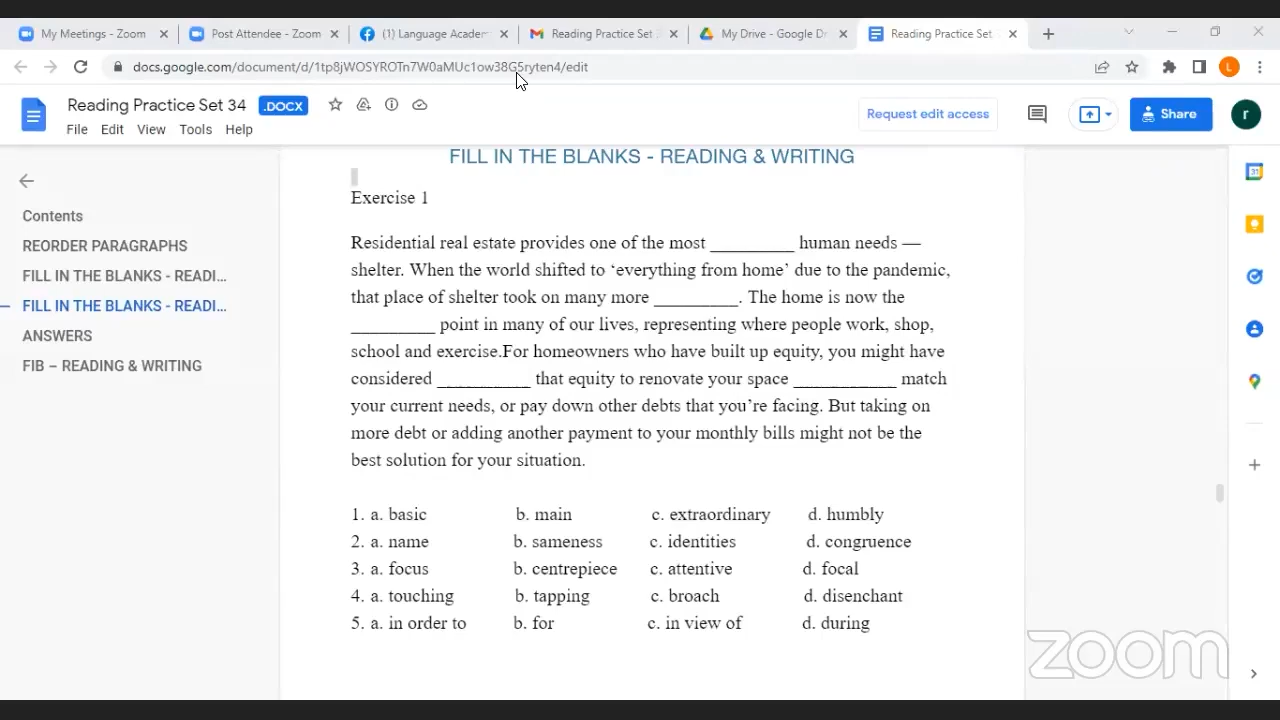 My Meetings - Zoom
Post Attendee - Zoom
(1) Language Academ
Reading Practice Set 3
My Drive - Google Dr
Reading Practice Set
docs.google.com/document/d/1tp8jWOSYROTn7W0aMUc1ow38G5ryten4/edit
L
Reading Practice Set 34 .DOCX
Request edit access
Share
r
File Edit View Tools Help
Contents
REORDER PARAGRAPHS
FILL IN THE BLANKS - READI...
FILL IN THE BLANKS - READI...
ANSWERS
FIB – READING & WRITING
FILL IN THE BLANKS - READING & WRITING
Exercise 1
Residential real estate provides one of the most _________ human needs —
shelter. When the world shifted to ‘everything from home’ due to the pandemic,
that place of shelter took on many more _________. The home is now the
_________ point in many of our lives, representing where people work, shop,
school and exercise.For homeowners who have built up equity, you might have
considered __________ that equity to renovate your space ___________ match
your current needs, or pay down other debts that you’re facing. But taking on
more debt or adding another payment to your monthly bills might not be the
best solution for your situation.
1. a. basic b. main c. extraordinary d. humbly
2. a. name b. sameness c. identities d. congruence
3. a. focus b. centrepiece c. attentive d. focal
4. a. touching b. tapping c. broach d. disenchant
5. a. in order to b. for c. in view of d. during
31
zoom